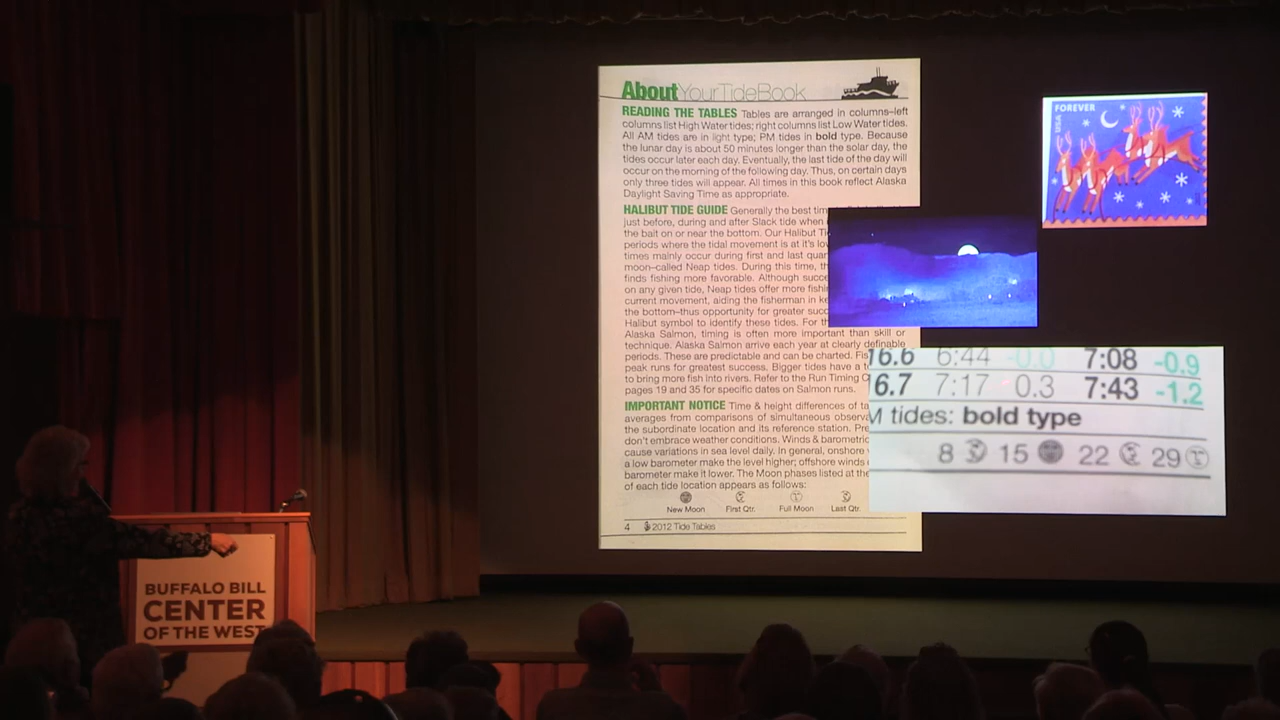 About YourTideBook
READING THE TABLES Tables are arranged in columns–left
columns list High Water tides; right columns list Low Water tides.
All AM tides are in light type; PM tides in bold type. Because
the lunar day is about 50 minutes longer than the solar day, the
tides occur later each day. Eventually, the last tide of the day will
occur on the morning of the following day. Thus, on certain days
only three tides will appear. All times in this book reflect Alaska
Daylight Saving Time as appropriate.
HALIBUT TIDE GUIDE Generally the best tim
just before, during and after Slack tide when
the bait on or near the bottom. Our Halibut Ti
periods where the tidal movement is at it's lo
times mainly occur during first and last quar
moon–called Neap tides. During this time, th
finds fishing more favorable. Although succe
on any given tide, Neap tides offer more fishi
current movement, aiding the fisherman in ke
the bottom–thus opportunity for greater succ
Halibut symbol to identify these tides. For th
Alaska Salmon, timing is often more important than skill or
technique. Alaska Salmon arrive each year at clearly definable
periods. These are predictable and can be charted. Fis
peak runs for greatest success. Bigger tides have a t
to bring more fish into rivers. Refer to the Run Timing C
pages 19 and 35 for specific dates on Salmon runs.
IMPORTANT NOTICE Time & height differences of ta
averages from comparisons of simultaneous observa
the subordinate location and its reference station. Pre
don't embrace weather conditions. Winds & barometric
cause variations in sea level daily. In general, onshore
a low barometer make the level higher; offshore winds
barometer make it lower. The Moon phases listed at the
of each tide location appears as follows:
New Moon First Qtr. Full Moon Last Qtr.
4 2012 Tide Tables
FOREVER
USA
16.6 6:44 -0.0 7:08 -0.9
6.7 7:17 0.3 7:43 -1.2
M tides: bold type
8 15 22 29
BUFFALO BILL
CENTER
OF THE WEST